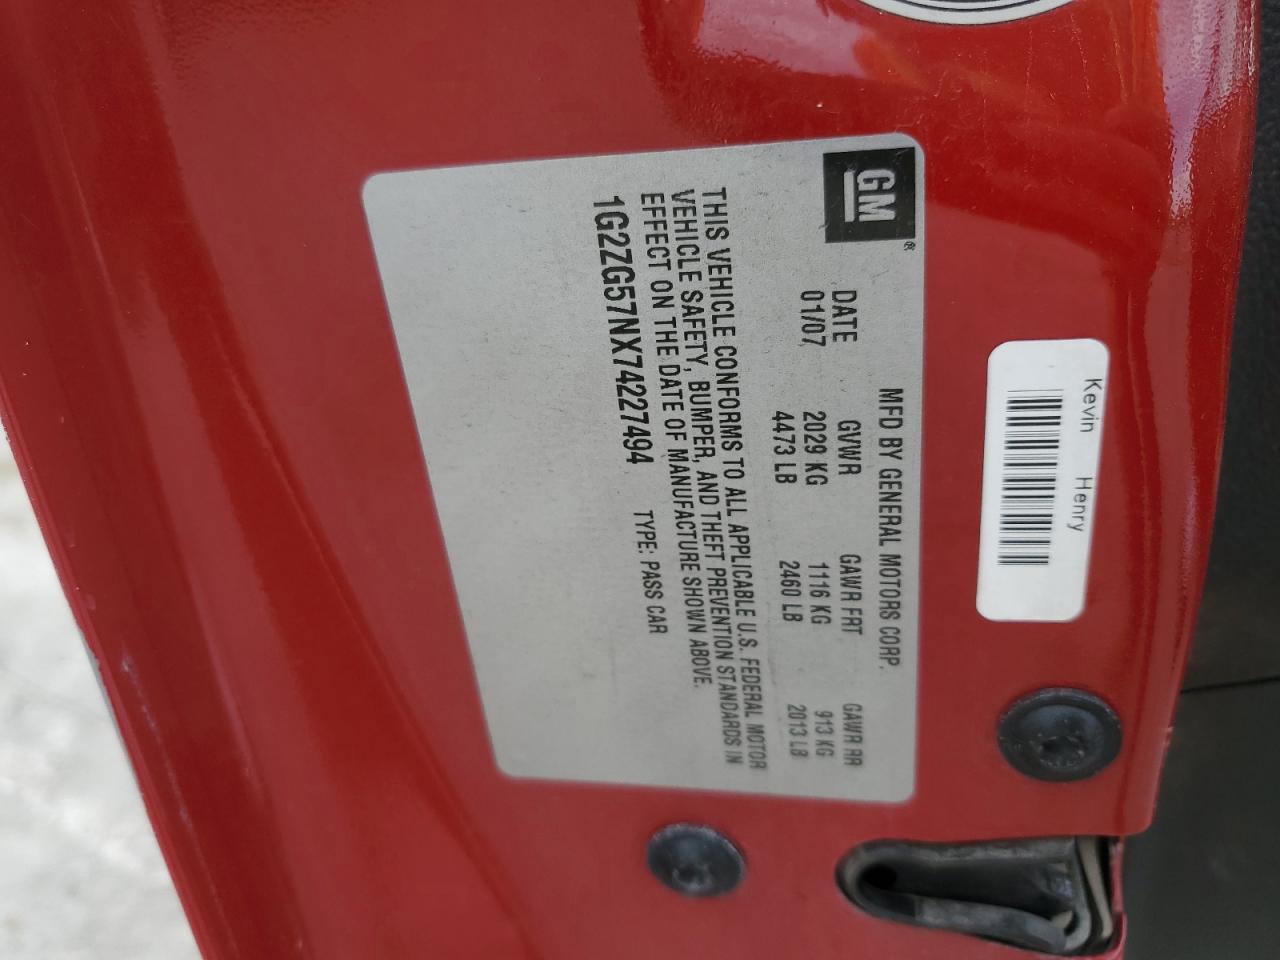 GM®
MFD BY GENERAL MOTORS CORP.
DATE GVWR GAWR FRT GAWR RR
01/07 2029 KG 1116 KG 913 KG
4473 LB 2460 LB 2013 LB
THIS VEHICLE CONFORMS TO ALL APPLICABLE U.S. FEDERAL MOTOR
VEHICLE SAFETY, BUMPER, AND THEFT PREVENTION STANDARDS IN
EFFECT ON THE DATE OF MANUFACTURE SHOWN ABOVE.
1G2ZG57NX74227494 TYPE: PASS CAR
Kevin Henry